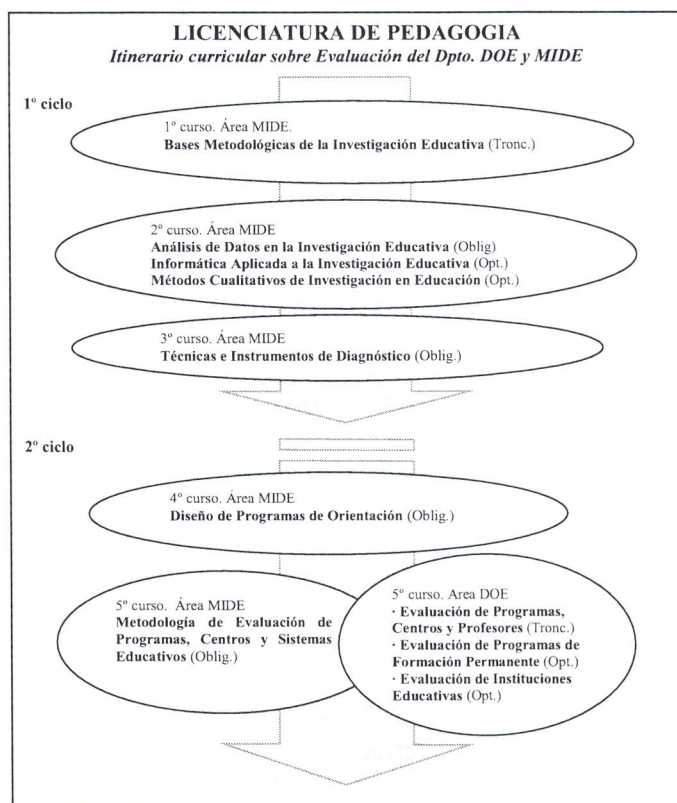 LICENCIATURA DE PEDAGOGIA
Itinerario curricular sobre Evaluación del Dpto. DOE y MIDE
1º ciclo
1º curso. Área MIDE.
Bases Metodológicas de la Investigación Educativa (Tronc.)
2º curso. Área MIDE
Análisis de Datos en la Investigación Educativa (Oblig)
Informática Aplicada a la Investigación Educativa (Opt.)
Métodos Cualitativos de Investigación en Educación (Opt.)
3º curso. Área MIDE
Técnicas e Instrumentos de Diagnóstico (Oblig.)
2º ciclo
4º curso. Área MIDE
Diseño de Programas de Orientación (Oblig.)
5º curso. Área MIDE
Metodología de Evaluación de
Programas, Centros y Sistemas
Educativos (Oblig.)
5º curso. Area DOE
· Evaluación de Programas,
Centros y Profesores (Tronc.)
· Evaluación de Programas de
Formación Permanente (Opt.)
· Evaluación de Instituciones
Educativas (Opt.)